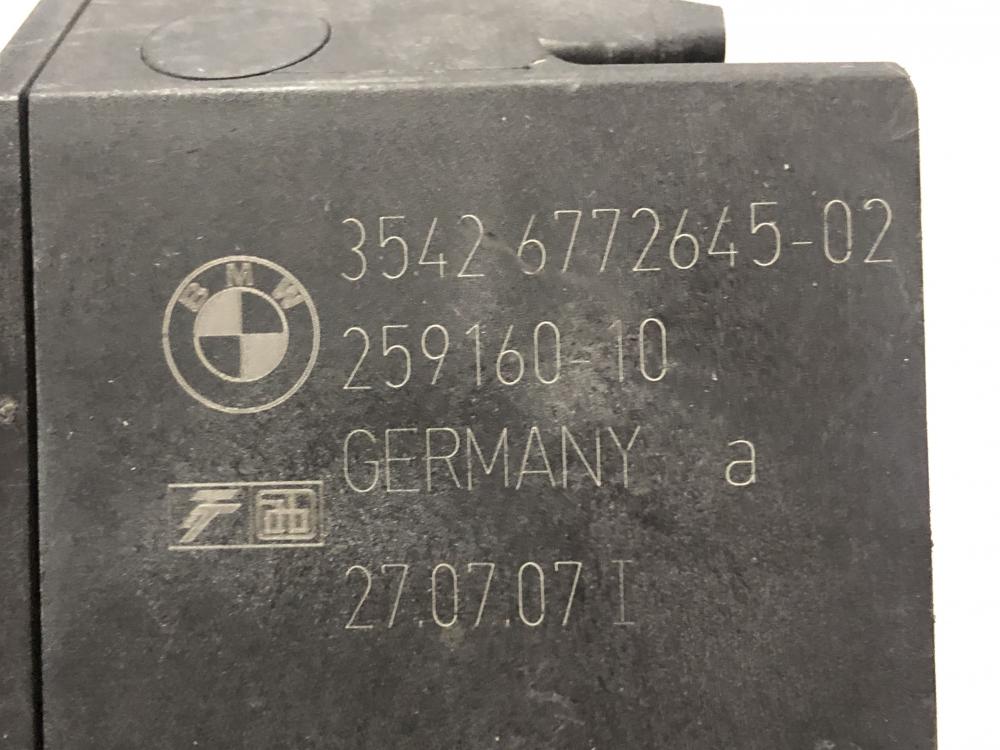 3542 6772645-02
BMW
259160-10
GERMANY a
27.07.07 I